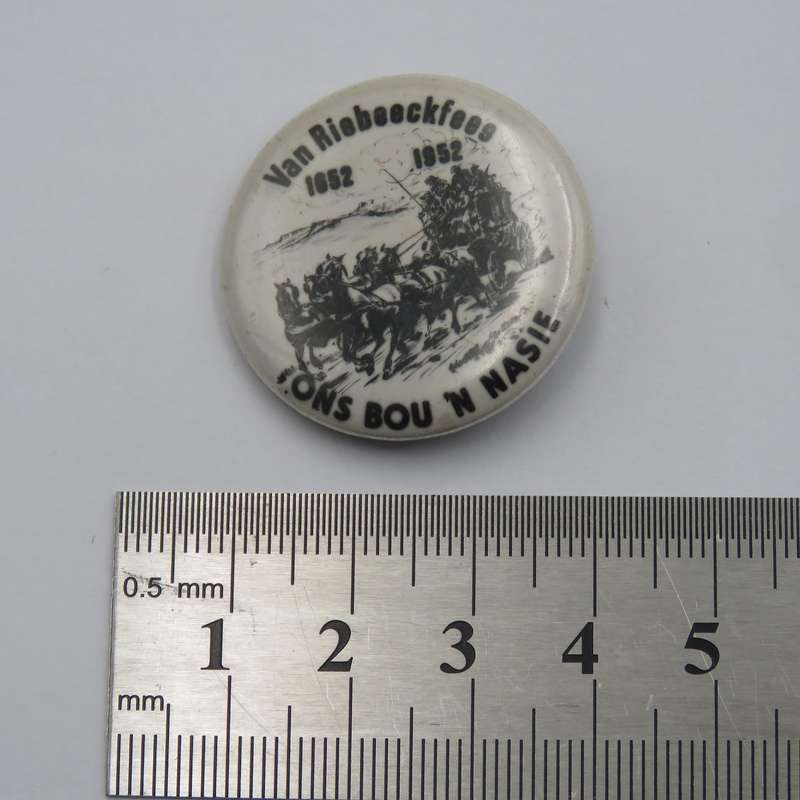 Van Riebeeckfees
1652 1952
ONS BOU 'N NASIE
0.5 mm
1 2 3 4 5
mm